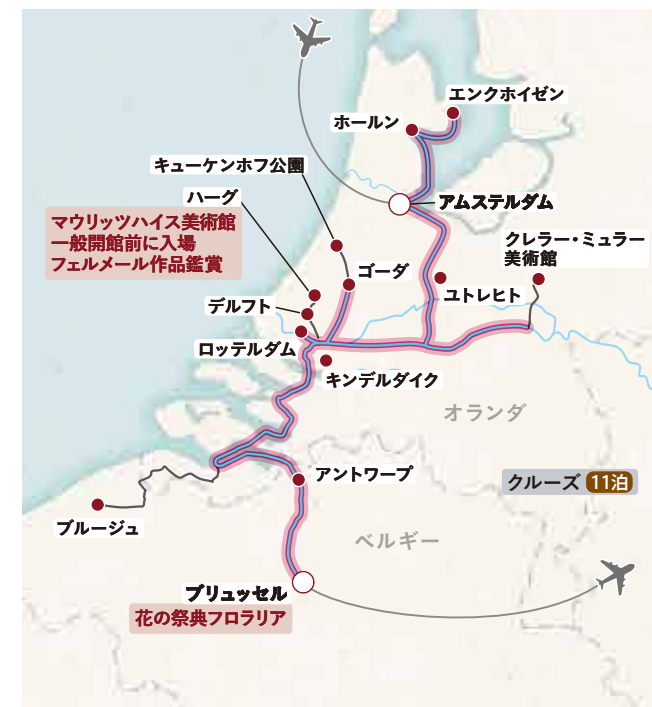 エンクホイゼン
ホールン
キューケンホフ公園
ハーグ
アムステルダム
マウリッツハイス美術館
一般開館前に入場
フェルメール作品鑑賞
クレラー・ミュラー
美術館
ゴーダ
ユトレヒト
デルフト
ロッテルダム
キンデルダイク
オランダ
アントワープ
クルーズ 11泊
ブルージュ
ベルギー
ブリュッセル
花の祭典フロラリア